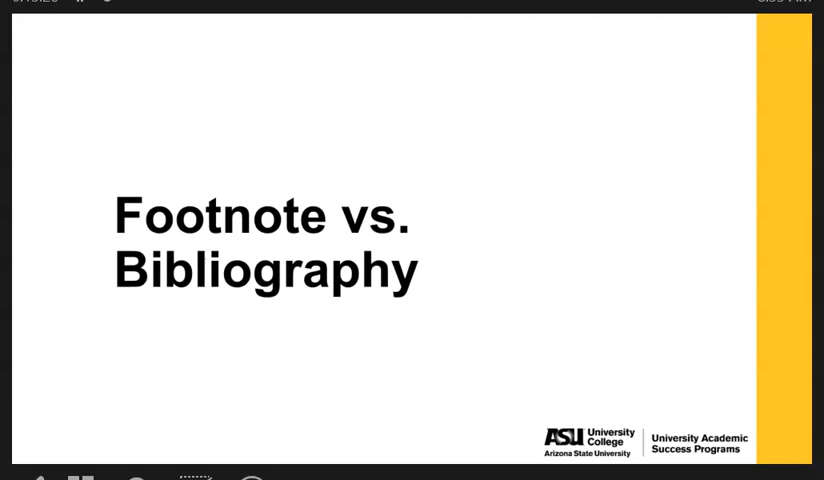 Footnote vs.
Bibliography
ASU University
College
Arizona State University
University Academic
Success Programs